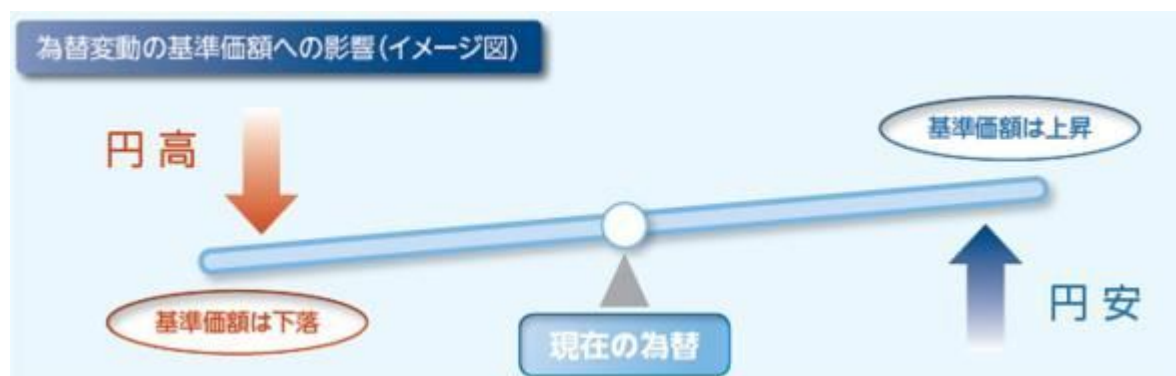 為替変動の基準価額への影響(イメージ図)
円高
基準価額は上昇
基準価額は下落
現在の為替
円安